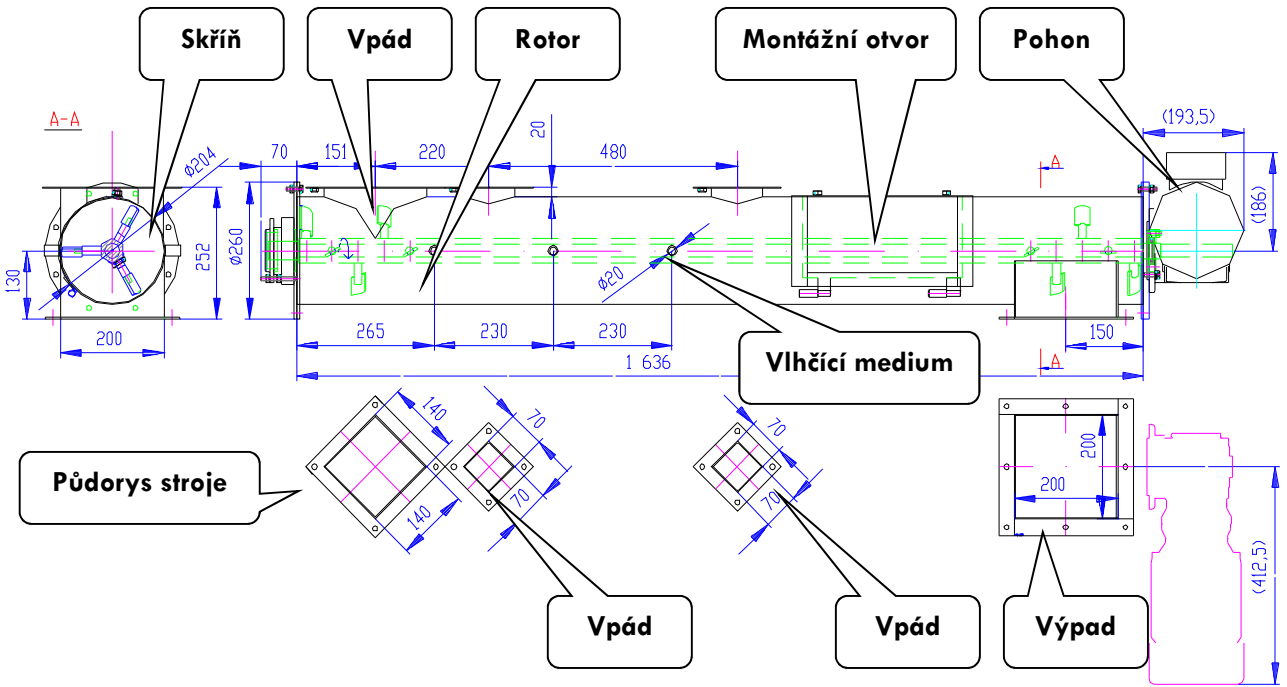 Skříň
Vpád
Rotor
Montážní otvor
Pohon
A-A
Ø204
70
151
220
20
480
A
(193,5)
(186)
130
252
Ø260
200
Ø20
265
230
230
150
1 636
A
Vlhčící medium
Půdorys stroje
140
140
70
70
70
70
200
200
(412,5)
Vpád
Vpád
Výpad